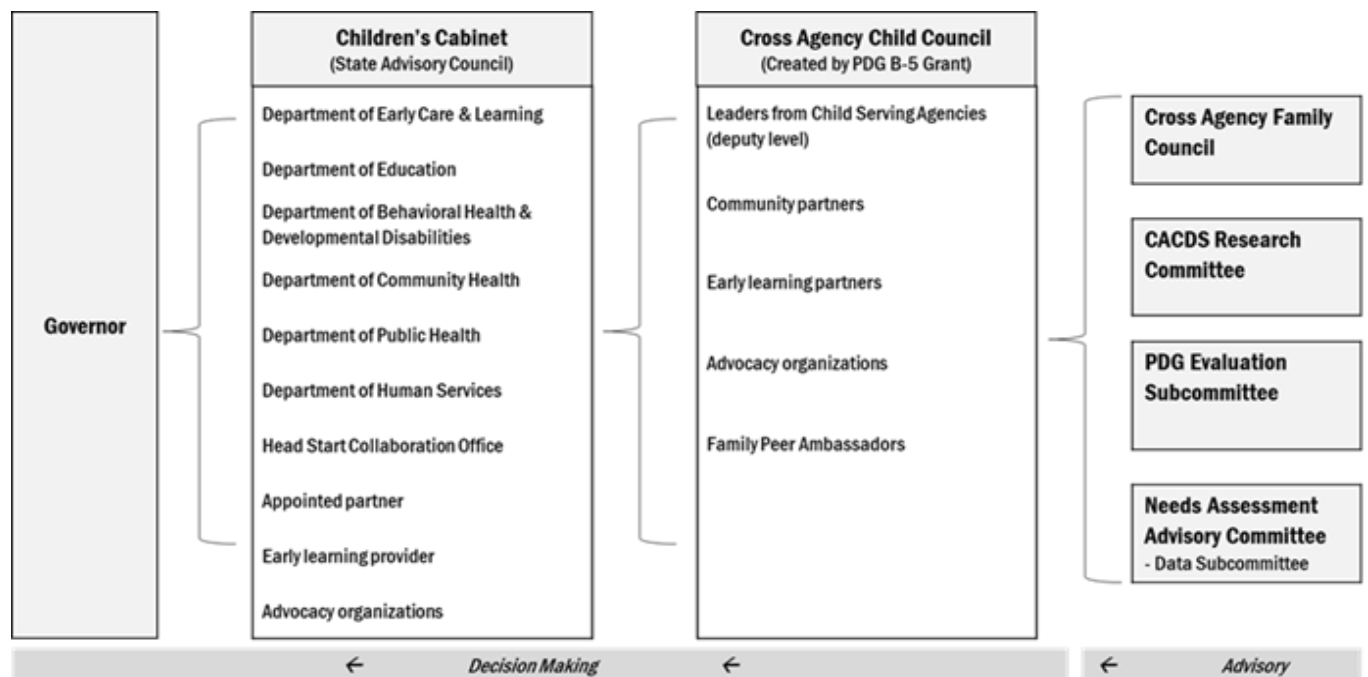 Governor
Children's Cabinet
(State Advisory Council)
Department of Early Care & Learning
Department of Education
Department of Behavioral Health &
Developmental Disabilities
Department of Community Health
Department of Public Health
Department of Human Services
Head Start Collaboration Office
Appointed partner
Early learning provider
Advocacy organizations
Cross Agency Child Council
(Created by PDG B-5 Grant)
Leaders from Child Serving Agencies
(deputy level)
Community partners
Early learning partners
Advocacy organizations
Family Peer Ambassadors
Cross Agency Family
Council
CACDS Research
Committee
PDG Evaluation
Subcommittee
Needs Assessment
Advisory Committee
- Data Subcommittee
← Decision Making ←
← Advisory